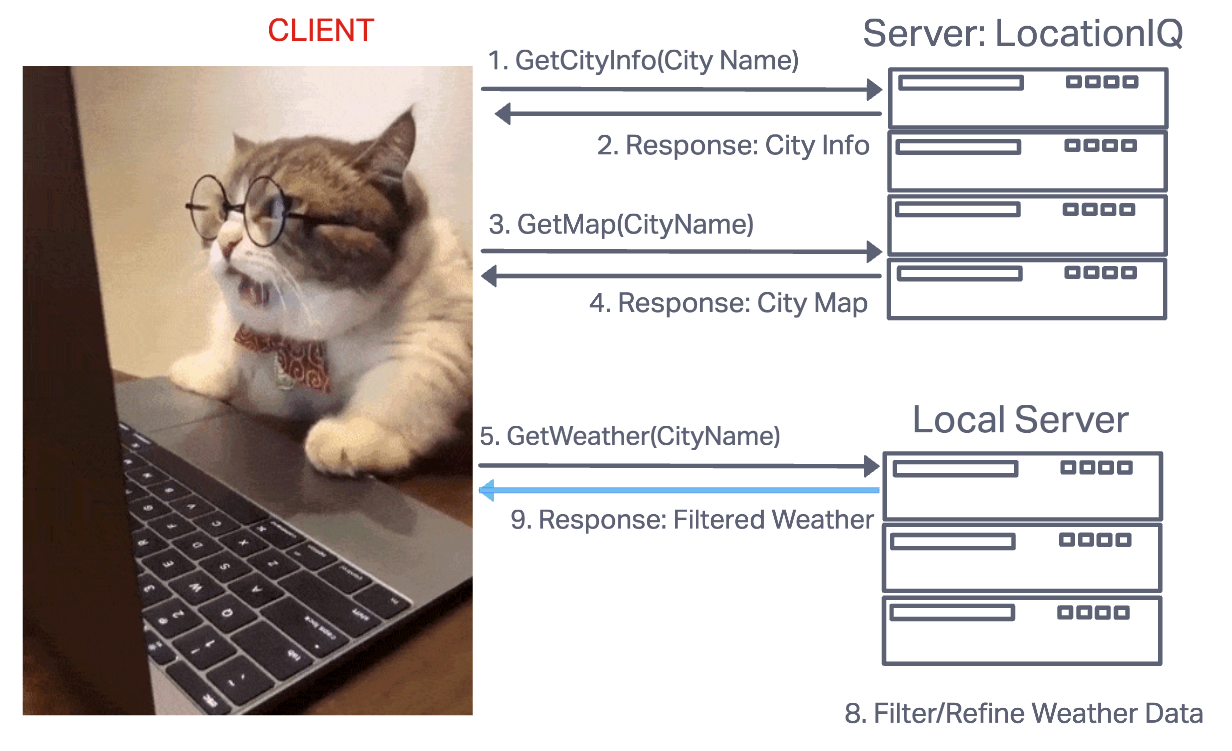 CLIENT
Server: LocationIQ
1. GetCityInfo(City Name)
2. Response: City Info
3. GetMap(CityName)
4. Response: City Map
Local Server
5. GetWeather(CityName)
9. Response: Filtered Weather
8. Filter/Refine Weather Data